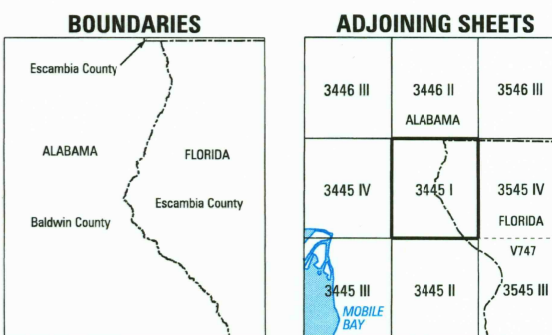 BOUNDARIES
Escambia County
ALABAMA
FLORIDA
Escambia County
Baldwin County
ADJOINING SHEETS
3446 III
3446 II
3546 III
ALABAMA
3445 IV
3445 I
3545 IV
FLORIDA
V747
3445 III
3445 II
3545 III
MOBILE
BAY